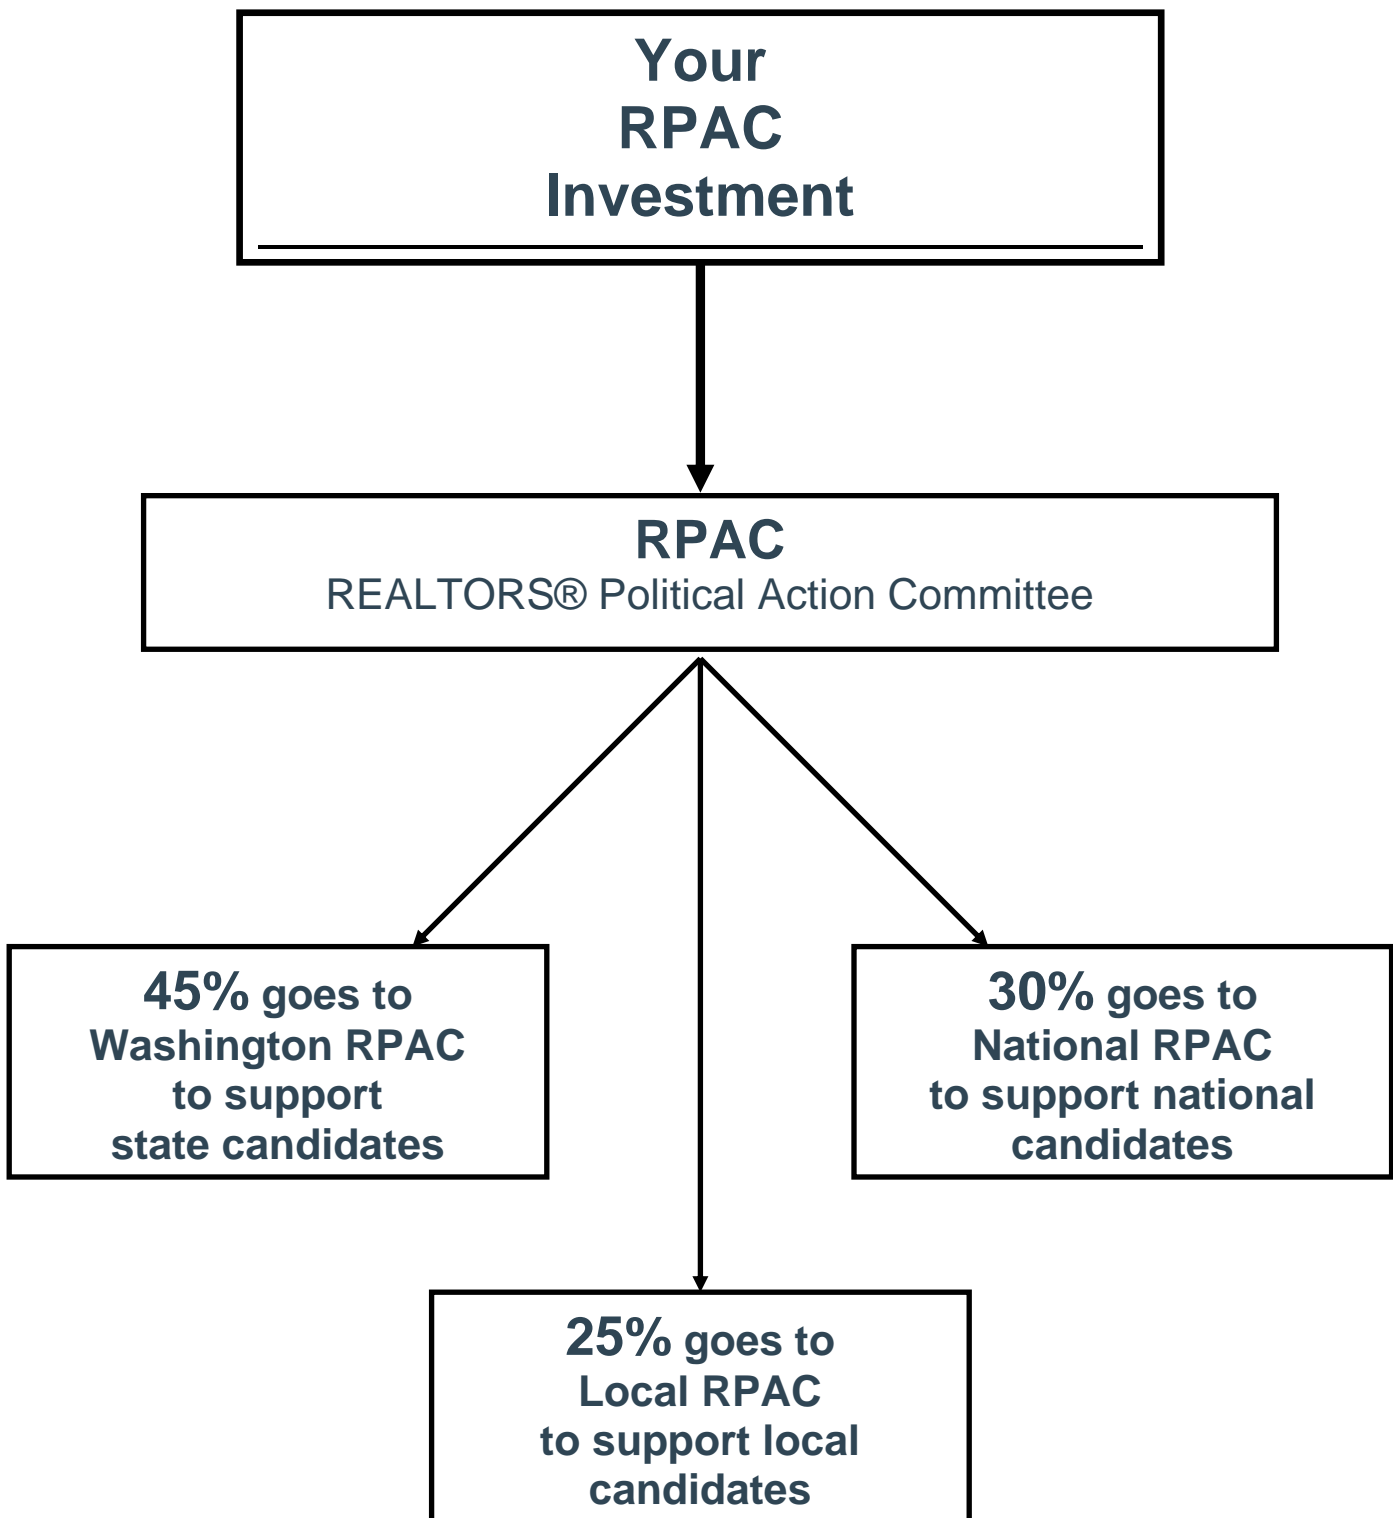 Your
RPAC
Investment
RPAC
REALTORS® Political Action Committee
45% goes to
Washington RPAC
to support
state candidates
30% goes to
National RPAC
to support national
candidates
25% goes to
Local RPAC
to support local
candidates